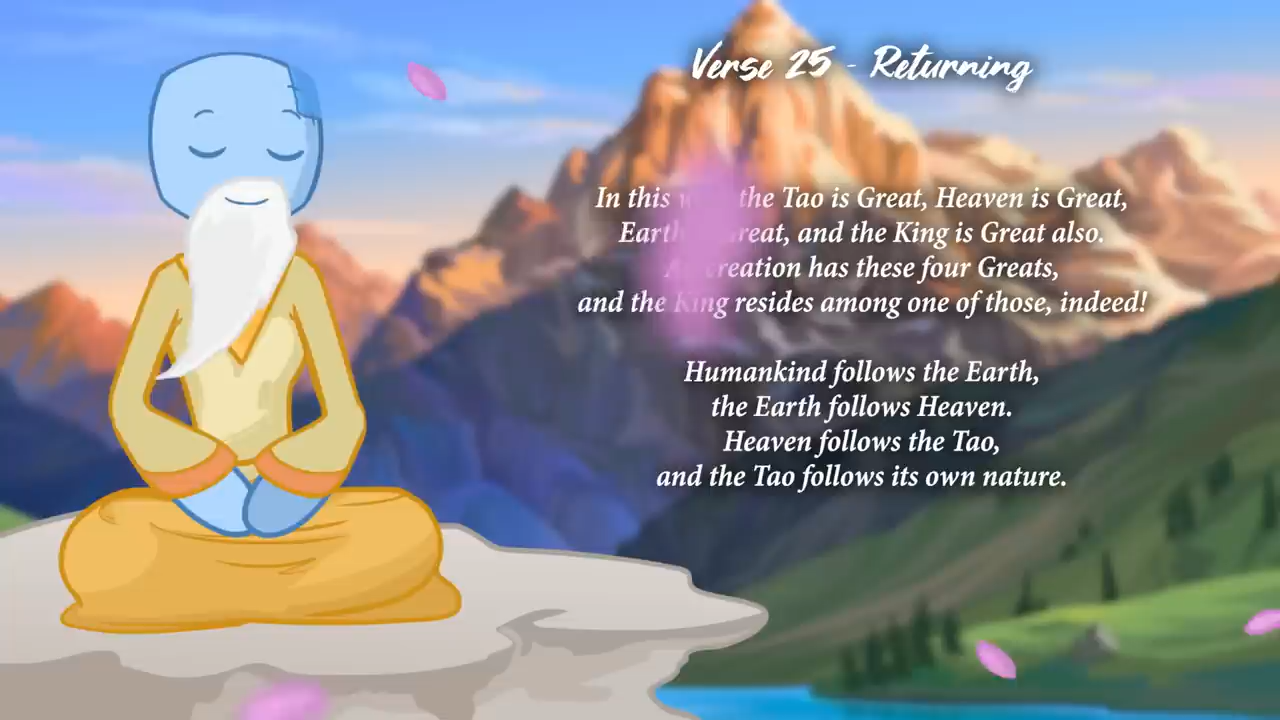 Verse 25 - Returning
In this the Tao is Great, Heaven is Great,
Earth Great, and the King is Great also.
creation has these four Greats,
and the King resides among one of those, indeed!
Humankind follows the Earth,
the Earth follows Heaven.
Heaven follows the Tao,
and the Tao follows its own nature.